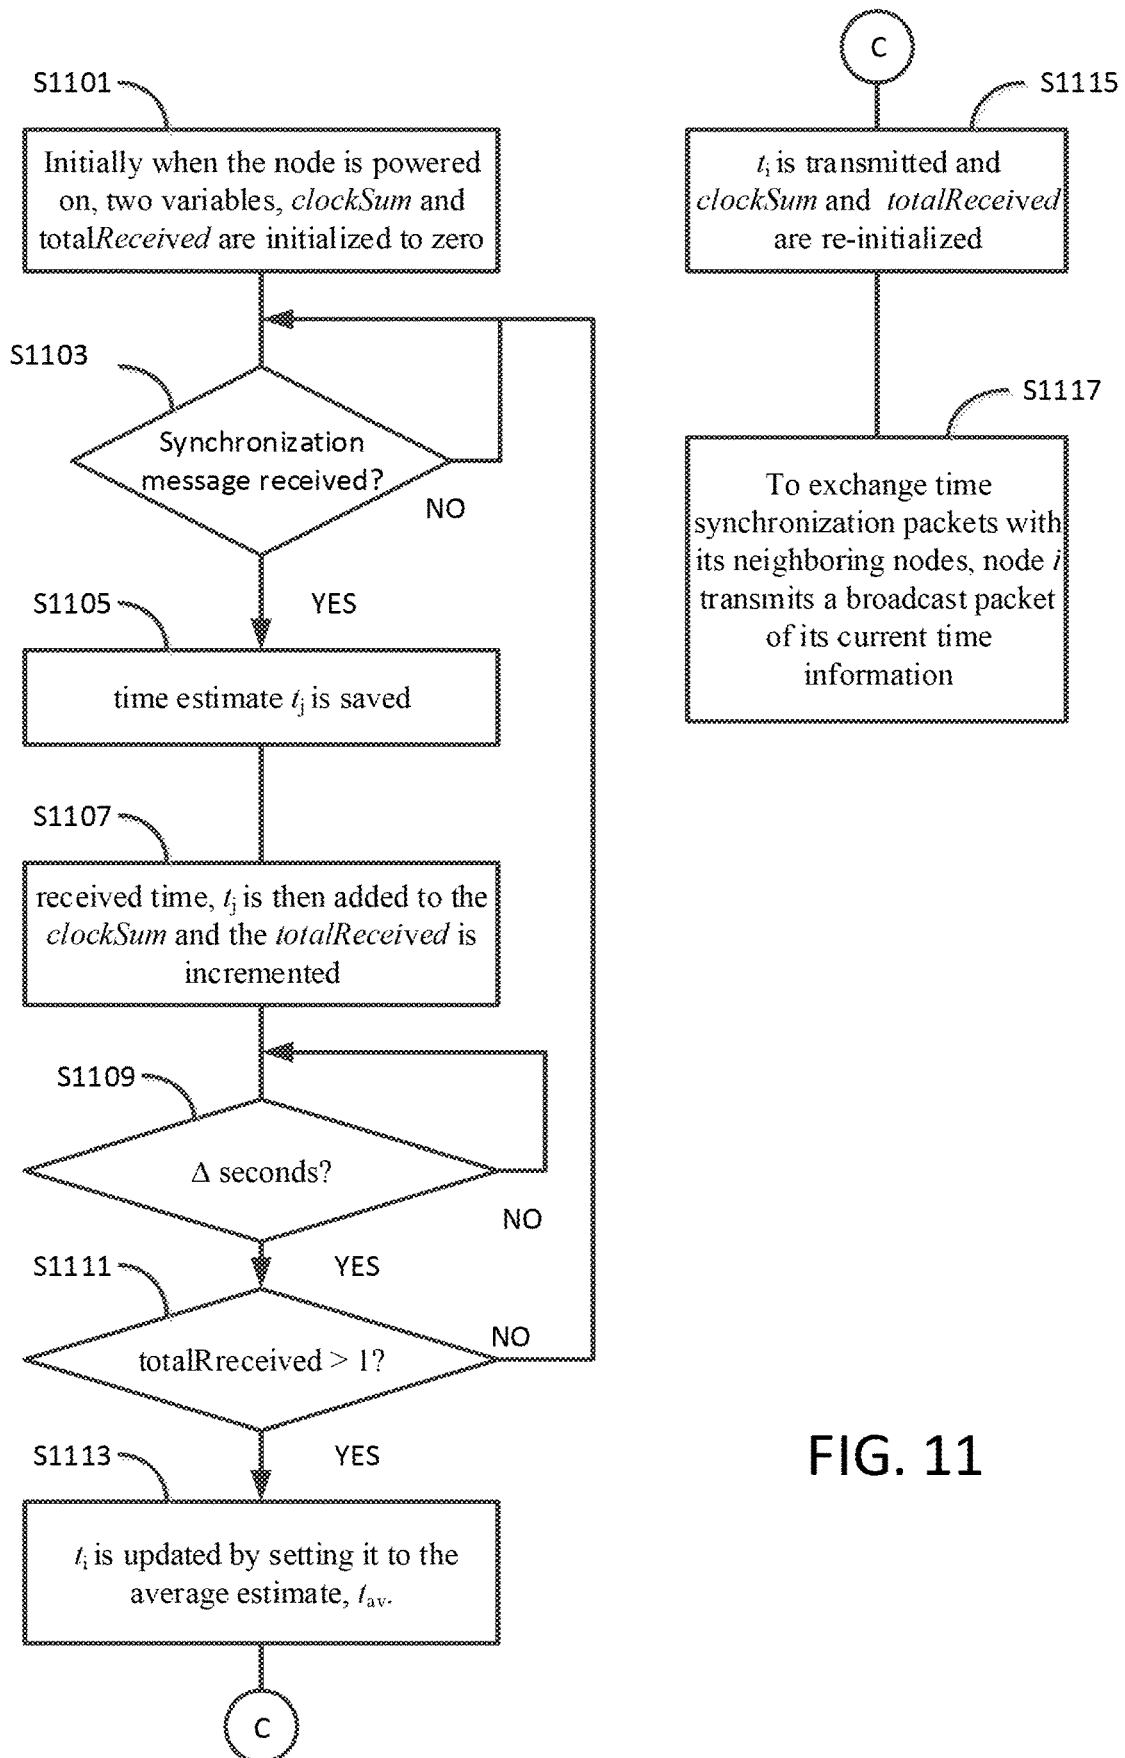 S1101
Initially when the node is powered
on, two variables, clockSum and
totalReceived are initialized to zero
S1103
Synchronization
message received?
NO
YES
S1105
time estimate tj is saved
S1107
received time, tj is then added to the
clockSum and the totalReceived is
incremented
S1109
Δ seconds?
NO
YES
S1111
totalRreceived > 1?
NO
YES
S1113
ti is updated by setting it to the
average estimate, tav.
C
C
S1115
ti is transmitted and
clockSum and totalReceived
are re-initialized
S1117
To exchange time
synchronization packets with
its neighboring nodes, node i
transmits a broadcast packet
of its current time
information
FIG. 11